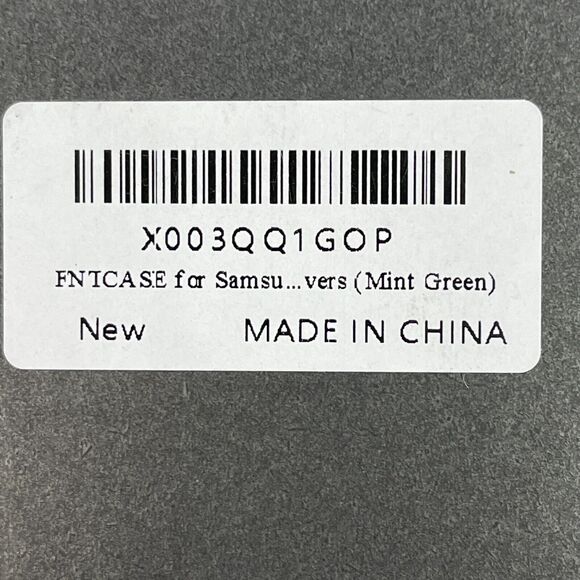 X003QQ1GOP
FNTCASE for Samsu...vers (Mint Green)
New MADE IN CHINA